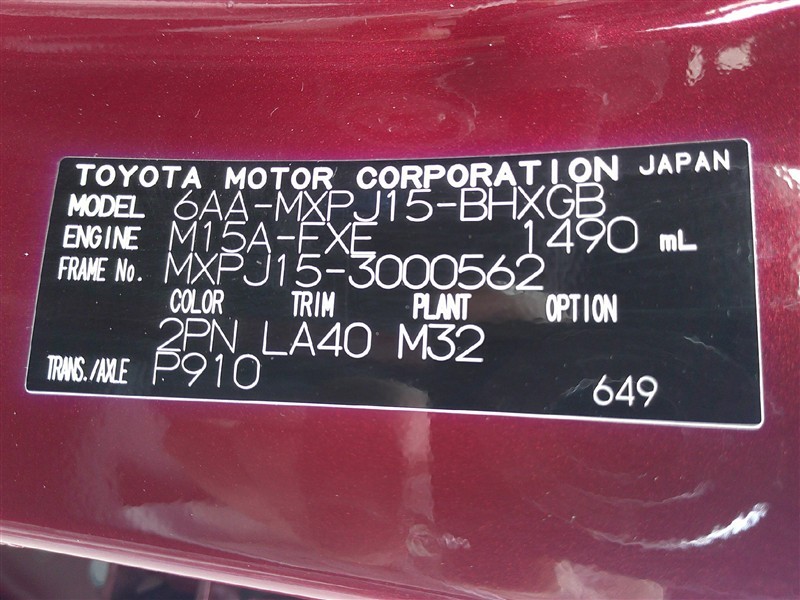 TOYOTA MOTOR CORPORATION JAPAN
MODEL 6AA-MXPJ15-BHXGB
ENGINE M15A-FXE 1490 mL
FRAME No. MXPJ15-3000562
COLOR TRIM PLANT OPTION
2PN LA40 M32
TRANS./AXLE P910
649